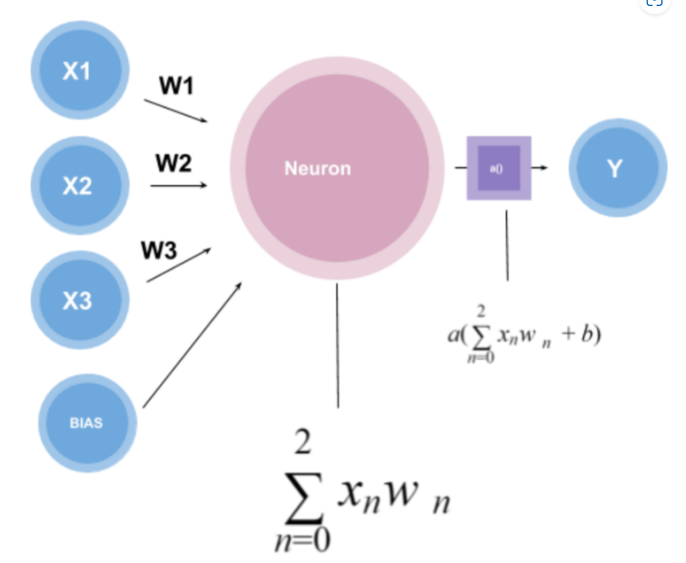 X1
W1
X2
W2
X3
W3
BIAS
Neuron
a()
Y
a(∑_{n=0}^{2} x_n w_n + b)
∑_{n=0}^{2} x_n w_n